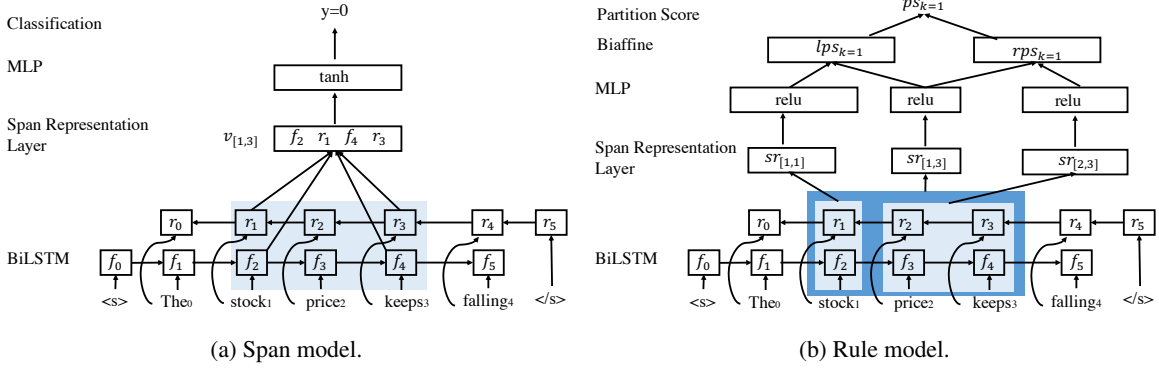 Classification
y=0
MLP
tanh
Span Representation
Layer
v[1,3]
f2 r1 f4 r3
r0 r1 r2 r3 r4 r5
BiLSTM
f0 f1 f2 f3 f4 f5
<s> The0 stock1 price2 keeps3 falling4 </s>
(a) Span model.
Partition Score
psk=1
Biaffine
lpsk=1 rpsk=1
MLP
relu relu relu
Span Representation
Layer
sr[1,1] sr[1,3] sr[2,3]
r0 r1 r2 r3 r4 r5
BiLSTM
f0 f1 f2 f3 f4 f5
<s> The0 stock1 price2 keeps3 falling4 </s>
(b) Rule model.